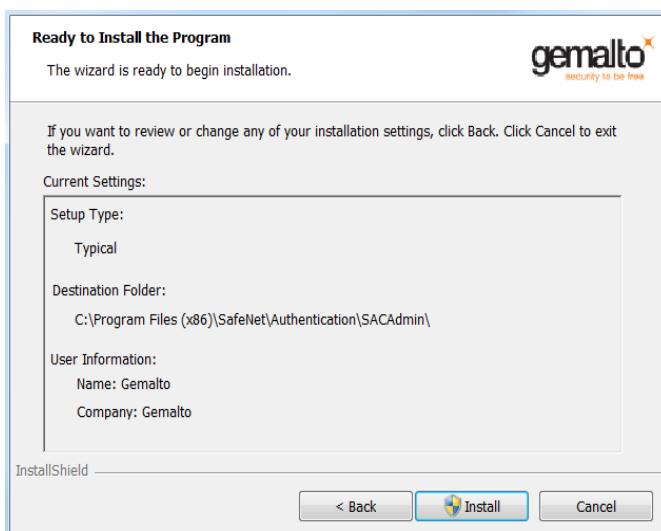 Ready to Install the Program
The wizard is ready to begin installation.
gemalto
security to be free
If you want to review or change any of your installation settings, click Back. Click Cancel to exit
the wizard.
Current Settings:
Setup Type:
Typical
Destination Folder:
C:\Program Files (x86)\SafeNet\Authentication\SACAdmin\
User Information:
Name: Gemalto
Company: Gemalto
InstallShield
< Back
Install
Cancel